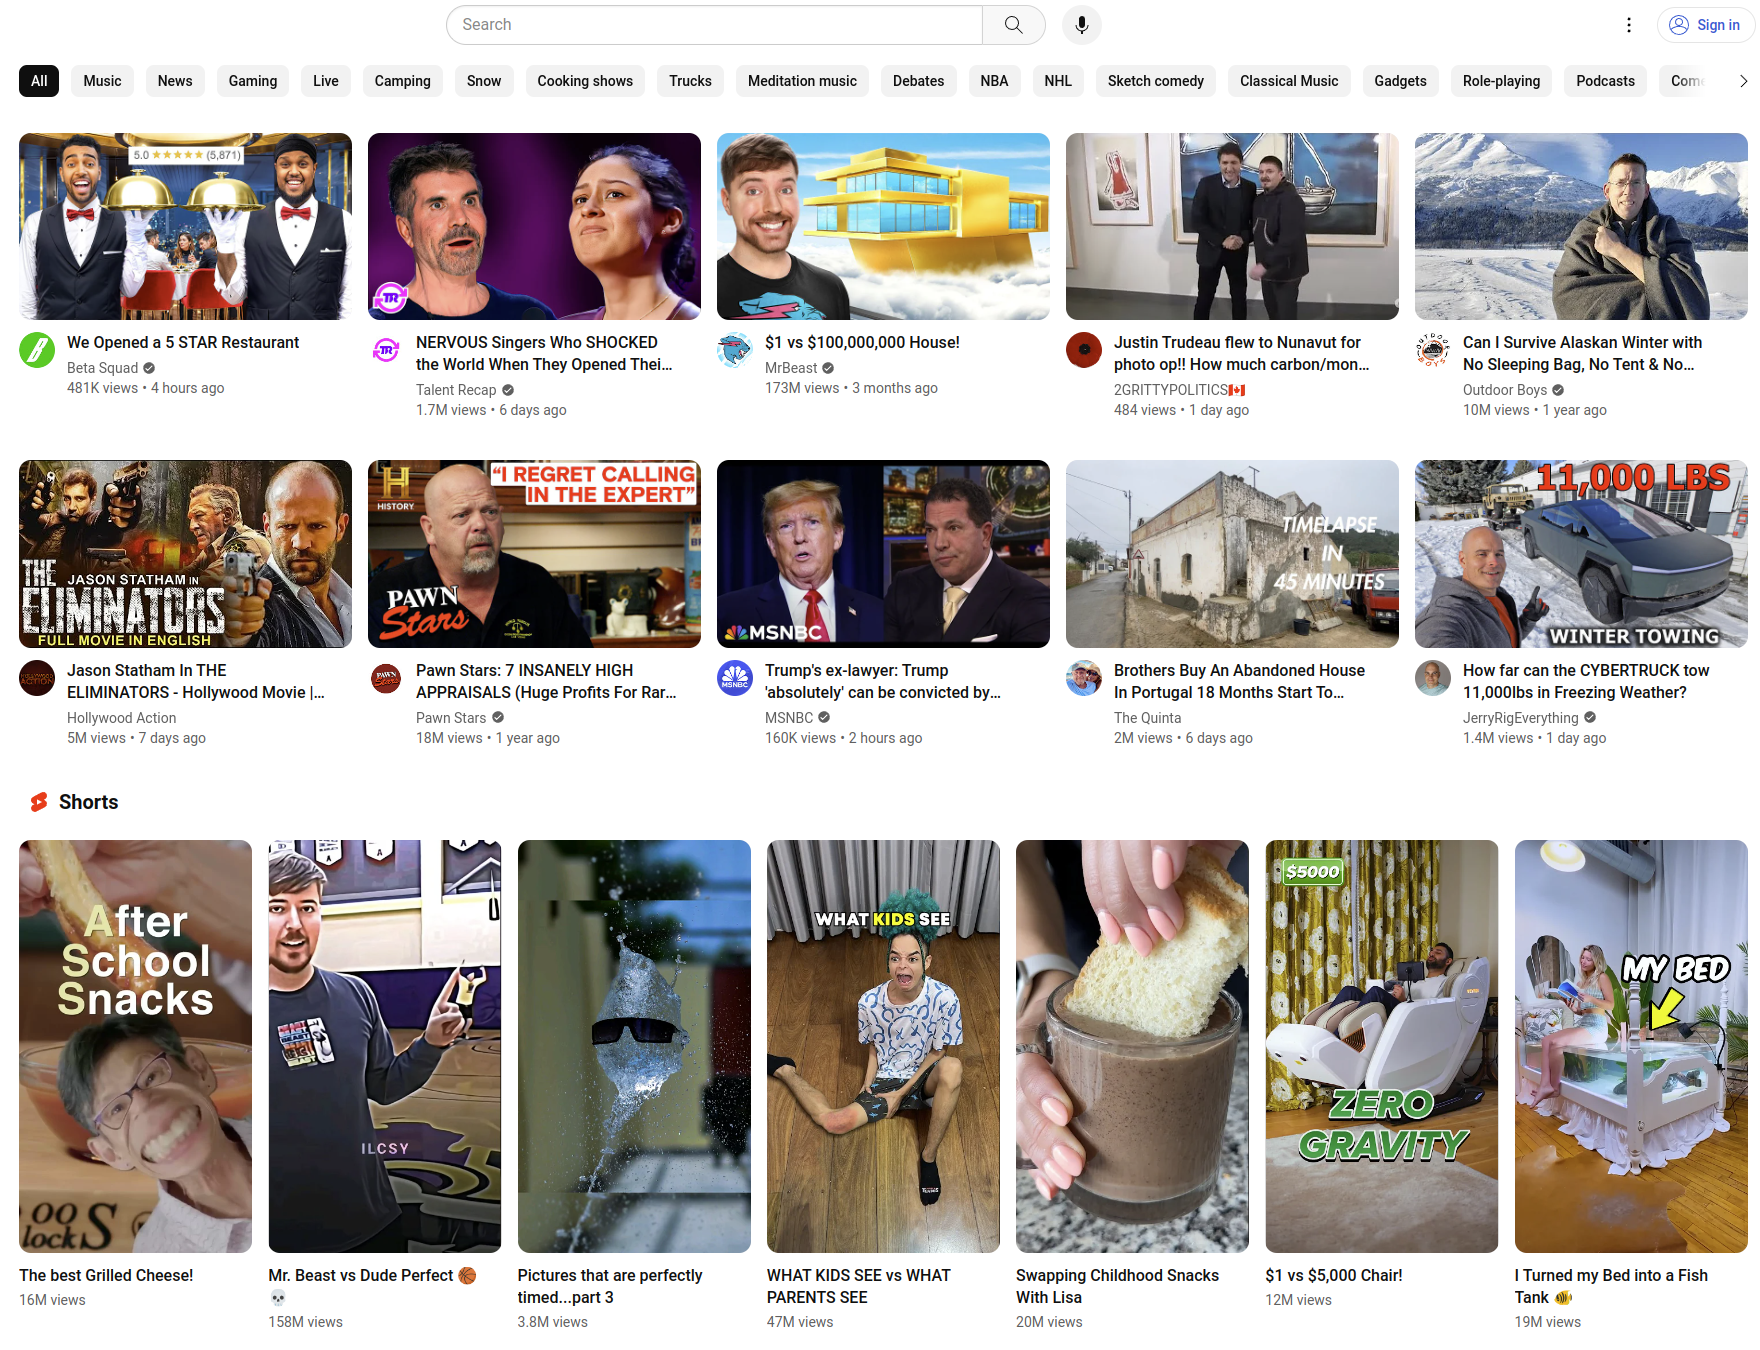 Search
Sign in
All
Music
News
Gaming
Live
Camping
Snow
Cooking shows
Trucks
Meditation music
Debates
NBA
NHL
Sketch comedy
Classical Music
Gadgets
Role-playing
Podcasts
5.0 ★★★★★ (5,871)
We Opened a 5 STAR Restaurant
Beta Squad
481K views • 4 hours ago
TR
NERVOUS Singers Who SHOCKED
the World When They Opened Thei...
Talent Recap
1.7M views • 6 days ago
$1 vs $100,000,000 House!
MrBeast
173M views • 3 months ago
Justin Trudeau flew to Nunavut for
photo op!! How much carbon/mon...
2GRITTYPOLITICS🇨🇦
484 views • 1 day ago
Can I Survive Alaskan Winter with
No Sleeping Bag, No Tent & No...
Outdoor Boys
10M views • 1 year ago
JASON STATHAM IN
THE
ELIMINATORS
FULL MOVIE IN ENGLISH
Jason Statham In THE
ELIMINATORS - Hollywood Movie |...
Hollywood Action
5M views • 7 days ago
H
HISTORY
"I REGRET CALLING
IN THE EXPERT"
PAWN
Stars
Pawn Stars: 7 INSANELY HIGH
APPRAISALS (Huge Profits For Rar...
Pawn Stars
18M views • 1 year ago
MSNBC
MSNBC
Trump's ex-lawyer: Trump
'absolutely' can be convicted by...
MSNBC
160K views • 2 hours ago
TIMELAPSE
IN
45 MINUTES
Brothers Buy An Abandoned House
In Portugal 18 Months Start To...
The Quinta
2M views • 6 days ago
11,000 LBS
WINTER TOWING
How far can the CYBERTRUCK tow
11,000lbs in Freezing Weather?
JerryRigEverything
1.4M views • 1 day ago
Shorts
After
School
Snacks
The best Grilled Cheese!
16M views
ILCSY
Mr. Beast vs Dude Perfect 🏀
💀
158M views
Pictures that are perfectly
timed...part 3
3.8M views
WHAT KIDS SEE
WHAT KIDS SEE vs WHAT
PARENTS SEE
47M views
Swapping Childhood Snacks
With Lisa
20M views
$5000
ZERO
GRAVITY
$1 vs $5,000 Chair!
12M views
MY BED
I Turned my Bed into a Fish
Tank 🐠
19M views